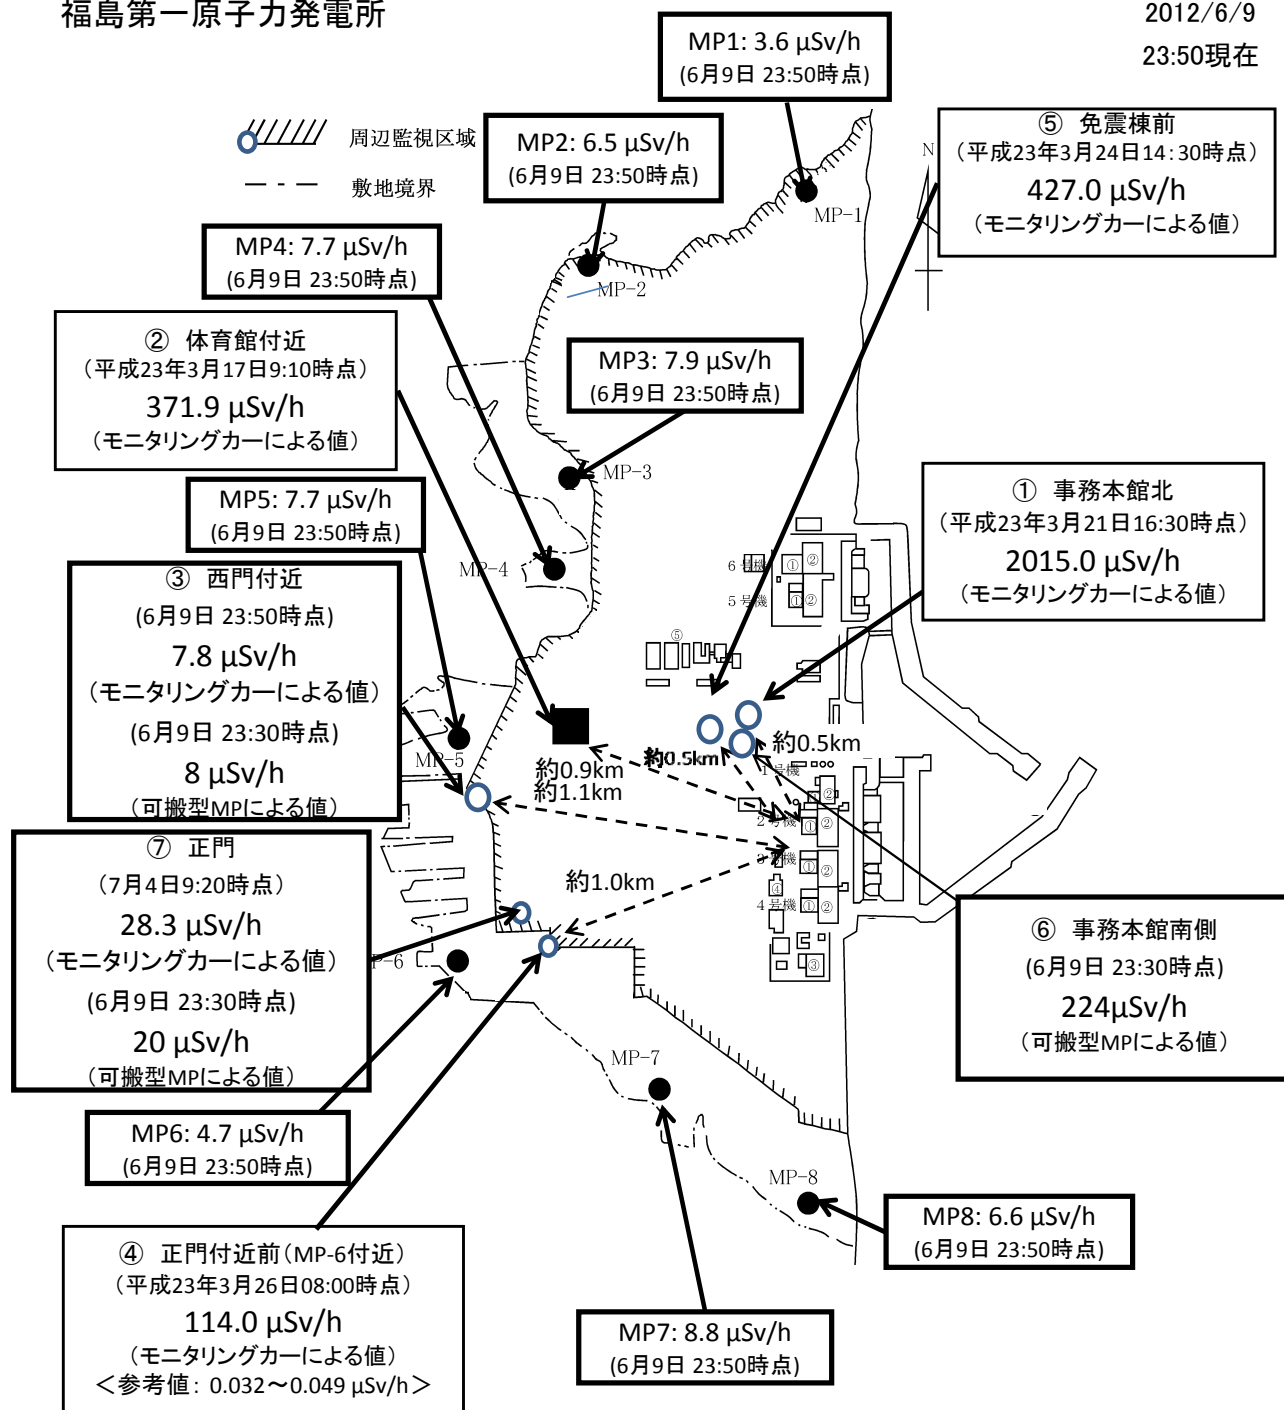 福島第一原子力発電所
2012/6/9
23:50現在
MP1: 3.6 μSv/h
(6月9日 23:50時点)
周辺監視区域
敷地境界
MP2: 6.5 μSv/h
(6月9日 23:50時点)
⑤ 免震棟前
（平成23年3月24日14:30時点）
427.0 μSv/h
（モニタリングカーによる値）
N
MP-1
MP4: 7.7 μSv/h
(6月9日 23:50時点)
MP-2
② 体育館付近
（平成23年3月17日9:10時点）
371.9 μSv/h
（モニタリングカーによる値）
MP3: 7.9 μSv/h
(6月9日 23:50時点)
MP-3
MP5: 7.7 μSv/h
(6月9日 23:50時点)
① 事務本館北
（平成23年3月21日16:30時点）
2015.0 μSv/h
（モニタリングカーによる値）
MP-4
6号機
①
②
5号機
①
②
③ 西門付近
(6月9日 23:50時点)
7.8 μSv/h
（モニタリングカーによる値）
(6月9日 23:30時点)
8 μSv/h
（可搬型MPによる値）
⑤
MP-5
約0.9km
約1.1km
約0.5km
約0.5km
1号機
①
②
2号機
①
②
3号機
①
②
4号機
①
②
④
③
約1.0km
⑦ 正門
(7月4日9:20時点)
28.3 μSv/h
（モニタリングカーによる値）
(6月9日 23:30時点)
20 μSv/h
（可搬型MPによる値）
P-6
⑥ 事務本館南側
(6月9日 23:30時点)
224μSv/h
（可搬型MPによる値）
MP-7
MP6: 4.7 μSv/h
(6月9日 23:50時点)
MP-8
MP8: 6.6 μSv/h
(6月9日 23:50時点)
④ 正門付近前（MP-6付近）
（平成23年3月26日08:00時点）
114.0 μSv/h
（モニタリングカーによる値）
＜参考値： 0.032～0.049 μSv/h＞
MP7: 8.8 μSv/h
(6月9日 23:50時点)